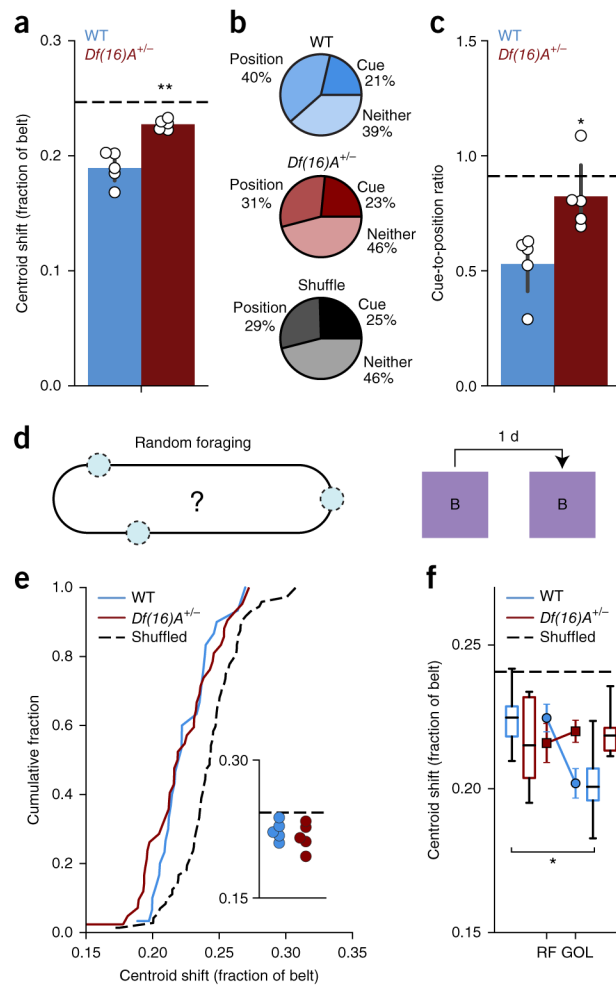 a
WT
Df(16)A+/–
Centroid shift (fraction of belt)
0.3
0.2
0.1
0.0
**
b
WT
Position
40%
Cue
21%
Neither
39%
Df(16)A+/–
Position
31%
Cue
23%
Neither
46%
Shuffle
Position
29%
Cue
25%
Neither
46%
c
WT
Df(16)A+/–
Cue-to-position ratio
1.5
1.0
0.5
0.0
*
d
Random foraging
?
1 d
B
B
e
WT
Df(16)A+/–
Shuffled
Cumulative fraction
1.0
0.8
0.6
0.4
0.2
0
0.30
0.15
0.15
0.20
0.25
0.30
0.35
Centroid shift (fraction of belt)
f
WT
Df(16)A+/–
Shuffled
Centroid shift (fraction of belt)
0.25
0.20
0.15
*
RF GOL